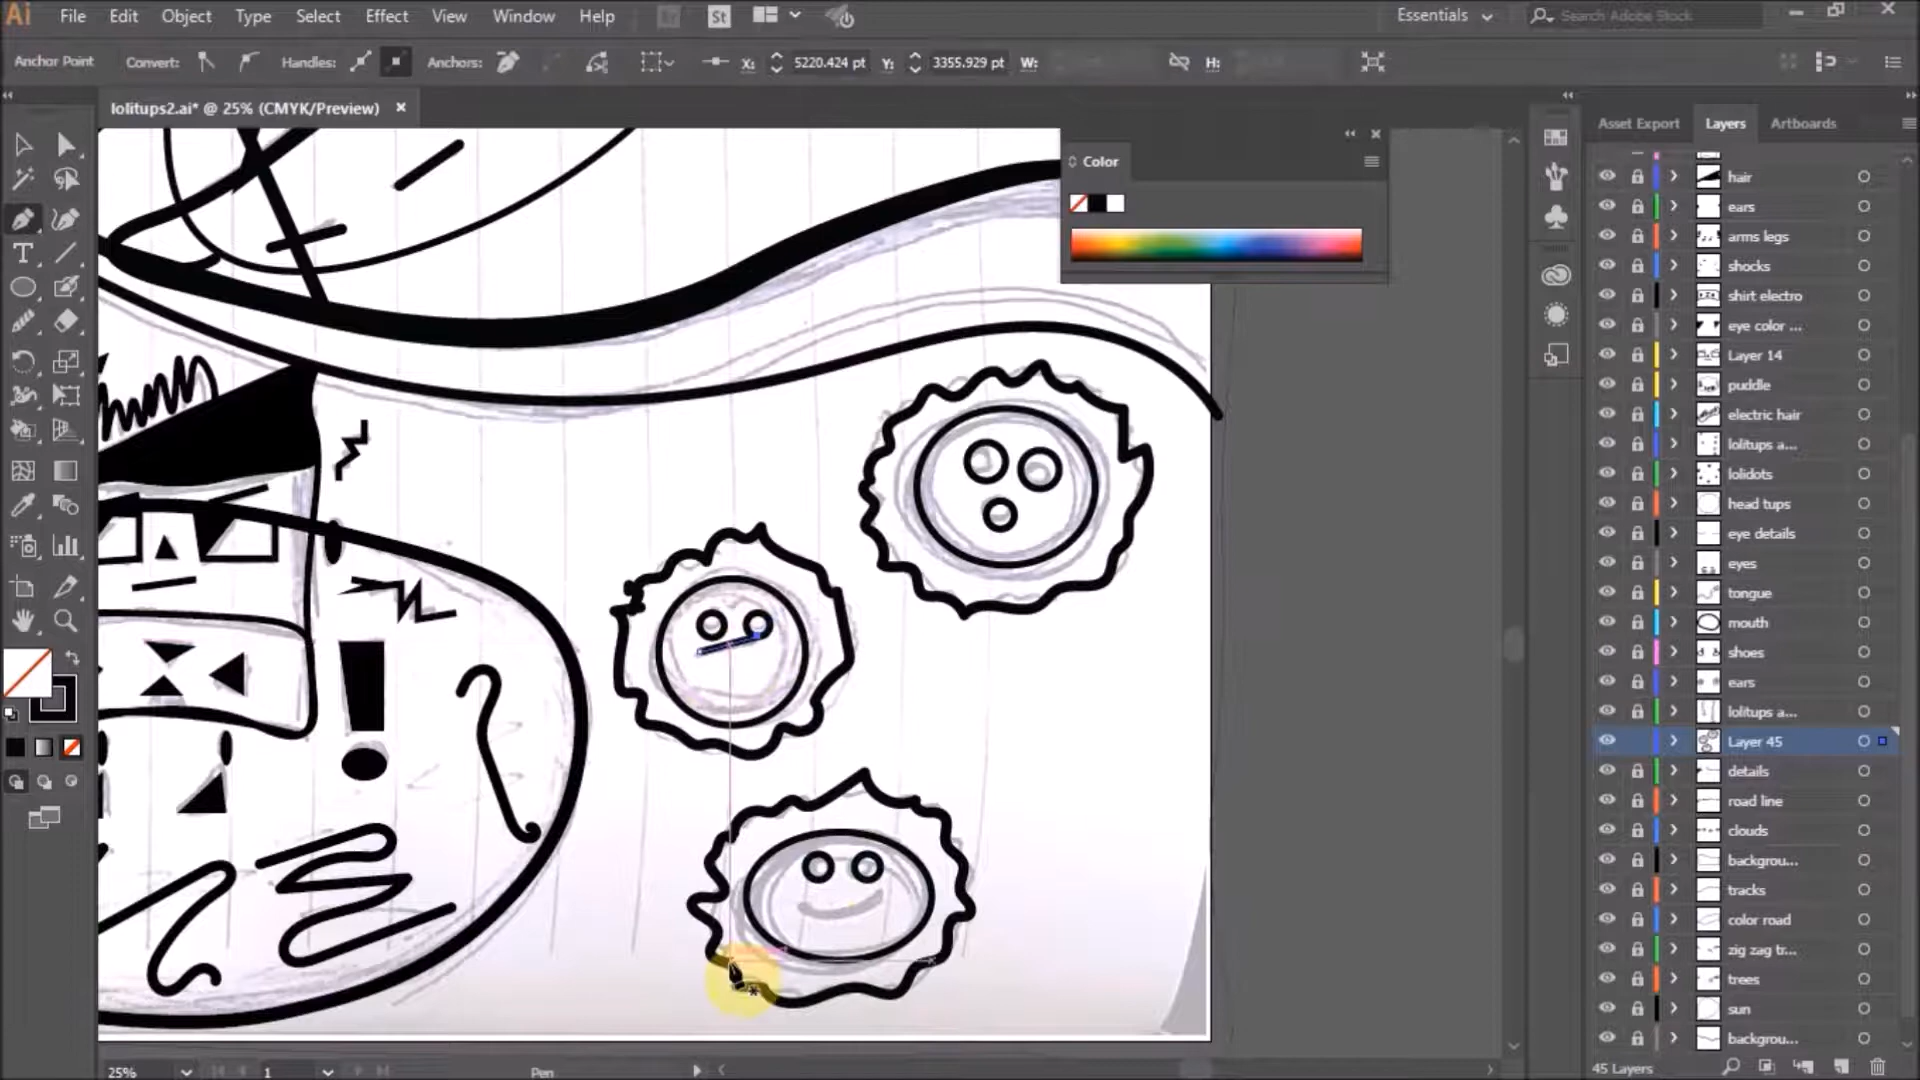 Ai File Edit Object Type Select Effect View Window Help Br St Essentials Search Adobe Stock
Anchor Point Convert: Handles: Anchors: X: 5220.424 pt Y: 3355.929 pt W: H:
lolitups2.ai* @ 25% (CMYK/Preview)
Asset Export Layers Artboards
Color
hair
ears
arms legs
shocks
shirt electro
eye color ...
Layer 14
puddle
electric hair
lolitups a...
lolidots
head tups
eye details
eyes
tongue
mouth
shoes
ears
lolitups a...
Layer 45
details
road line
clouds
backgrou...
tracks
color road
zig zag tr...
trees
sun
backgrou...
25% 1 Pen 45 Layers